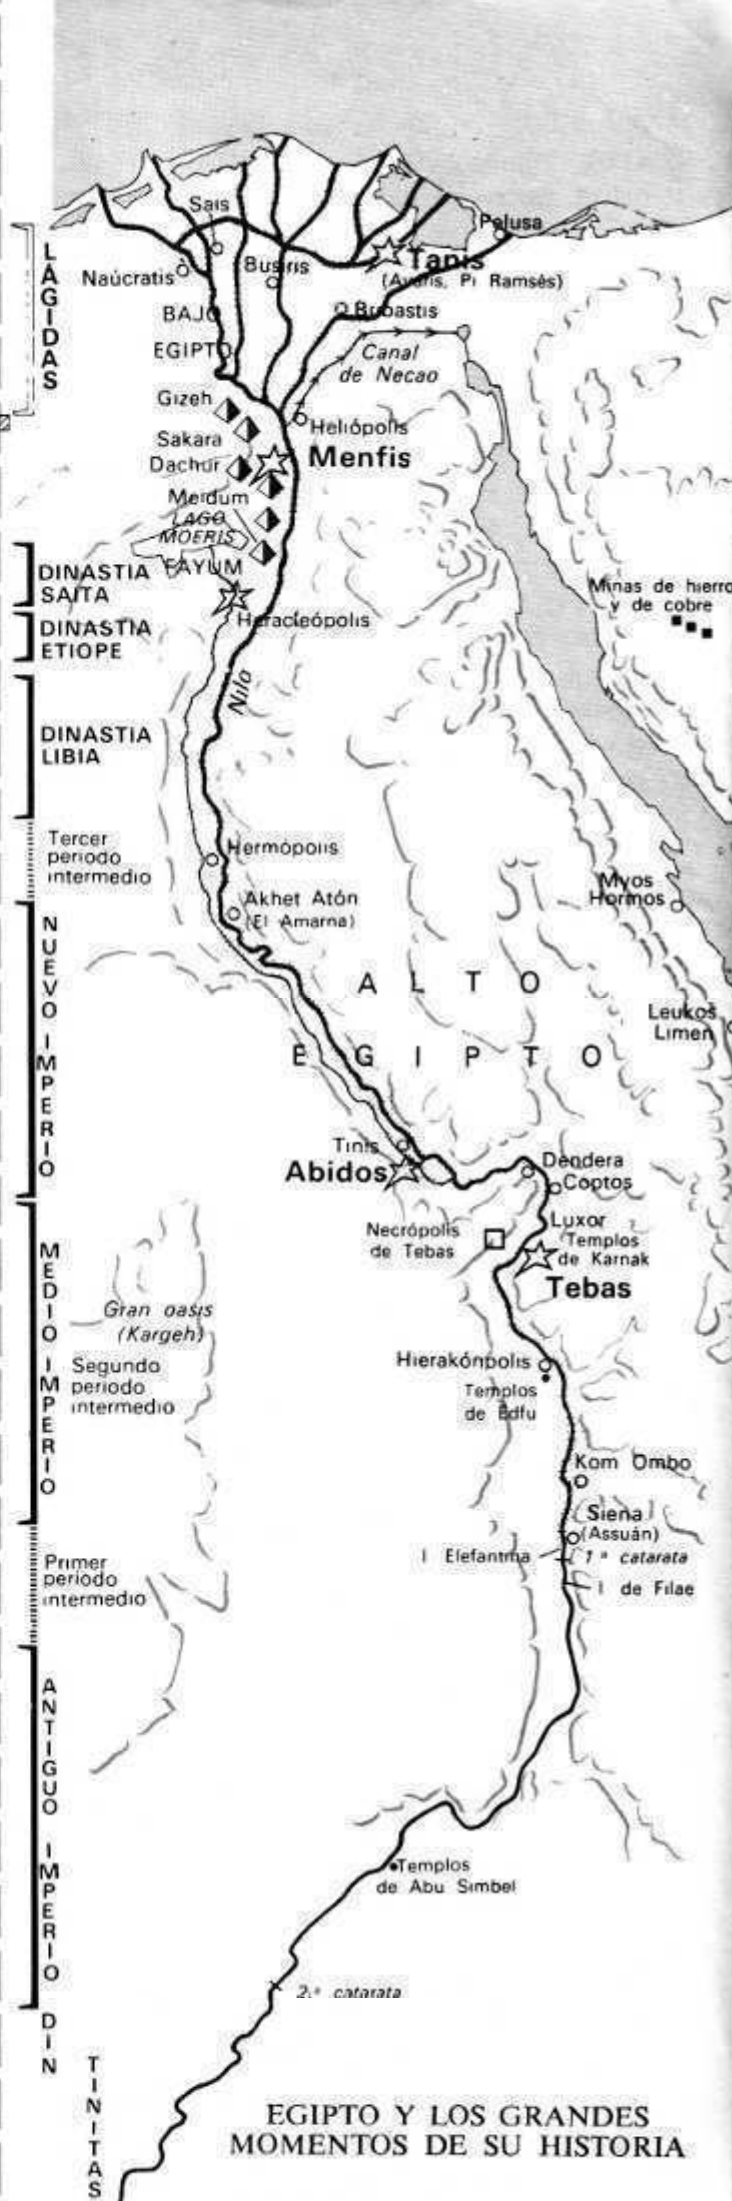 Sais
Pelusa
Tanis
(Avaris, Pi Ramsés)
Naúcratis
Busiris
Bubastis
BAJO
EGIPTO
Canal
de Necao
Gizeh
Heliópolis
Sakara
Menfis
Dachur
Meidum
LAGO
MOERIS
FAYUM
Heracleópolis
Minas de hierro
y de cobre
Nilo
Hermópolis
Akhet Atón
(El Amarna)
Myos
Hormos
ALTO
EGIPTO
Leukos
Limen
Tinis
Abidos
Dendera
Coptos
Luxor
Templos
de Karnak
Necrópolis
de Tebas
Tebas
Gran oasis
(Kargeh)
Hierakónpolis
Templos
de Edfu
Kom Ombo
Siena
(Assuán)
I Elefantina
1ª catarata
I de Filae
Templos
de Abu Simbel
2.ª catarata
LÁGIDAS
DINASTIA
SAITA
DINASTIA
ETIOPE
DINASTIA
LIBIA
Tercer
periodo
intermedio
NUEVO IMPERIO
MEDIO IMPERIO
Segundo
periodo
intermedio
Primer
periodo
intermedio
ANTIGUO IMPERIO
DIN
TINITAS
EGIPTO Y LOS GRANDES
MOMENTOS DE SU HISTORIA